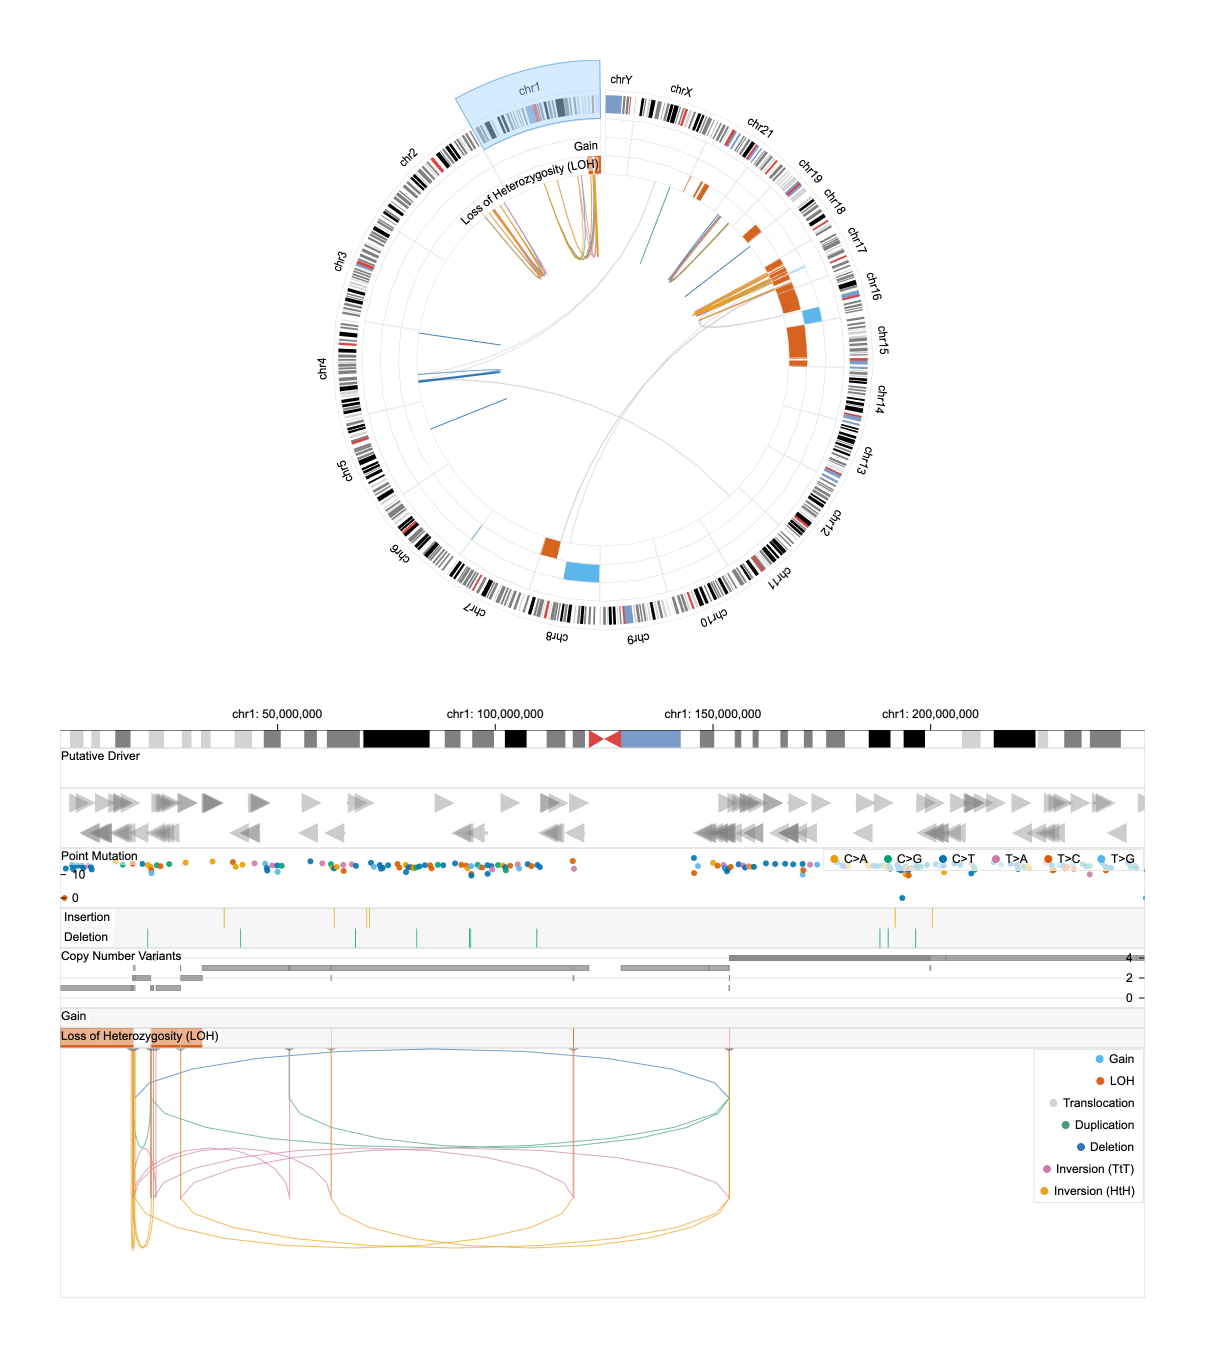 chr1
chrY
chrX
chr21
chr19
chr18
chr17
chr16
chr15
chr14
chr13
chr12
chr11
chr10
chr9
chr8
chr7
chr6
chr5
chr4
chr3
chr2
Gain
Loss of Heterozygosity (LOH)
chr1: 50,000,000
chr1: 100,000,000
chr1: 150,000,000
chr1: 200,000,000
Putative Driver
Point Mutation
C>A
C>G
C>T
T>A
T>C
T>G
10
0
Insertion
Deletion
Copy Number Variants
4
2
0
Gain
Loss of Heterozygosity (LOH)
Gain
LOH
Translocation
Duplication
Deletion
Inversion (TtT)
Inversion (HtH)